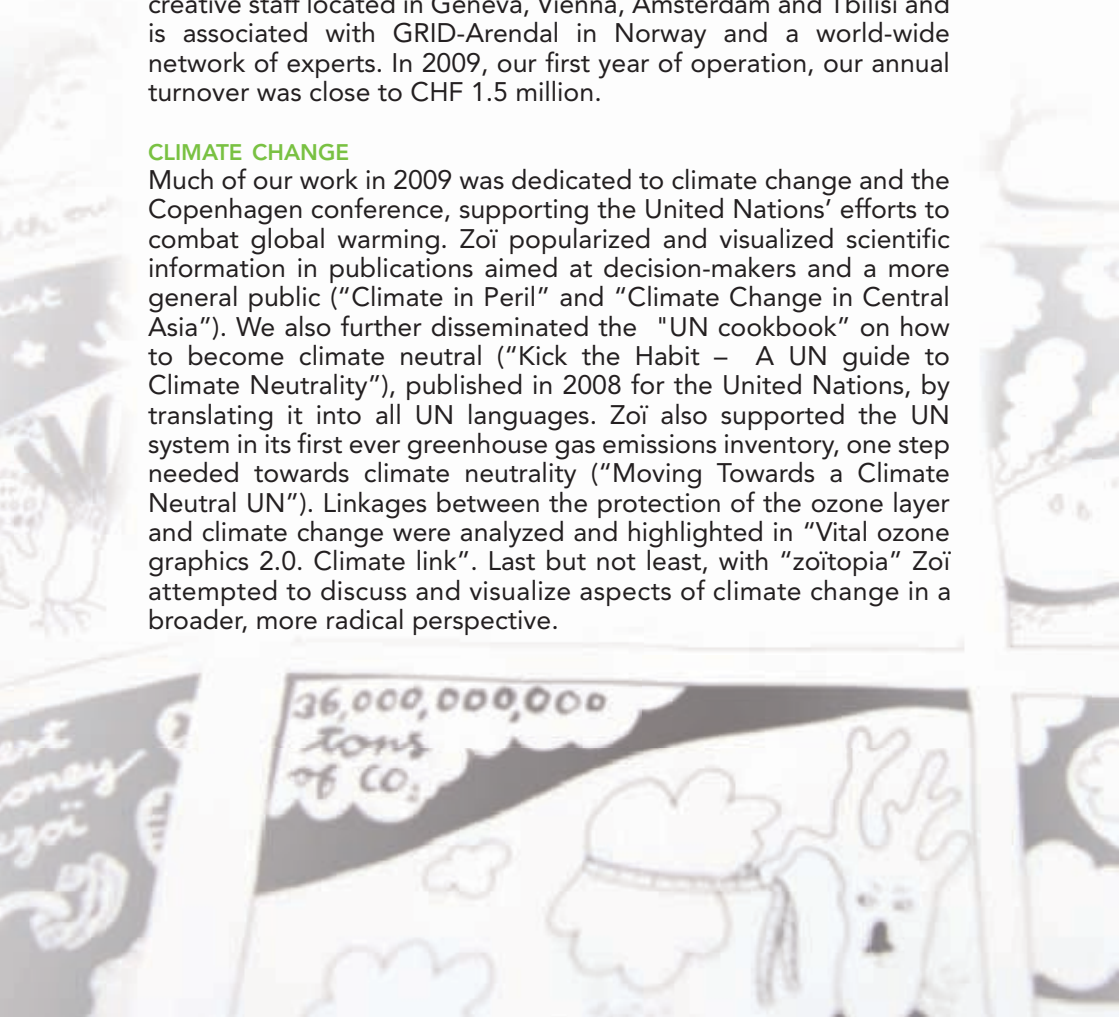 creative staff located in Geneva, Vienna, Amsterdam and Tbilisi and
is associated with GRID-Arendal in Norway and a world-wide
network of experts. In 2009, our first year of operation, our annual
turnover was close to CHF 1.5 million.
CLIMATE CHANGE
Much of our work in 2009 was dedicated to climate change and the
Copenhagen conference, supporting the United Nations’ efforts to
combat global warming. Zoï popularized and visualized scientific
information in publications aimed at decision-makers and a more
general public (“Climate in Peril” and “Climate Change in Central
Asia”). We also further disseminated the "UN cookbook” on how
to become climate neutral (“Kick the Habit – A UN guide to
Climate Neutrality”), published in 2008 for the United Nations, by
translating it into all UN languages. Zoï also supported the UN
system in its first ever greenhouse gas emissions inventory, one step
needed towards climate neutrality (“Moving Towards a Climate
Neutral UN”). Linkages between the protection of the ozone layer
and climate change were analyzed and highlighted in “Vital ozone
graphics 2.0. Climate link”. Last but not least, with “zoïtopia” Zoï
attempted to discuss and visualize aspects of climate change in a
broader, more radical perspective.
36,000,000,000
tons
of CO₂